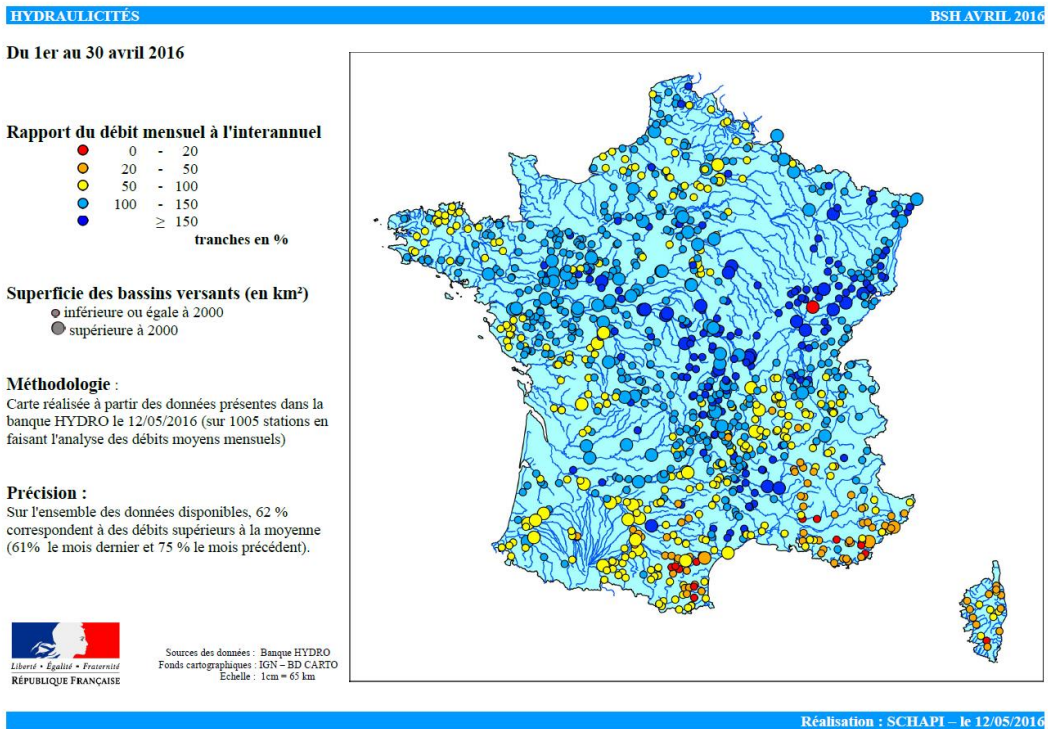 HYDRAULICITÉS
BSH AVRIL 2016
Du 1er au 30 avril 2016
Rapport du débit mensuel à l'interannuel
0 - 20
20 - 50
50 - 100
100 - 150
≥ 150
tranches en %
Superficie des bassins versants (en km²)
inférieure ou égale à 2000
supérieure à 2000
Méthodologie :
Carte réalisée à partir des données présentes dans la
banque HYDRO le 12/05/2016 (sur 1005 stations en
faisant l'analyse des débits moyens mensuels)
Précision :
Sur l'ensemble des données disponibles, 62 %
correspondent à des débits supérieurs à la moyenne
(61% le mois dernier et 75 % le mois précédent).
Liberté • Égalité • Fraternité
RÉPUBLIQUE FRANÇAISE
Sources des données : Banque HYDRO
Fonds cartographiques : IGN – BD CARTO
Echelle : 1cm = 65 km
Réalisation : SCHAPI – le 12/05/2016